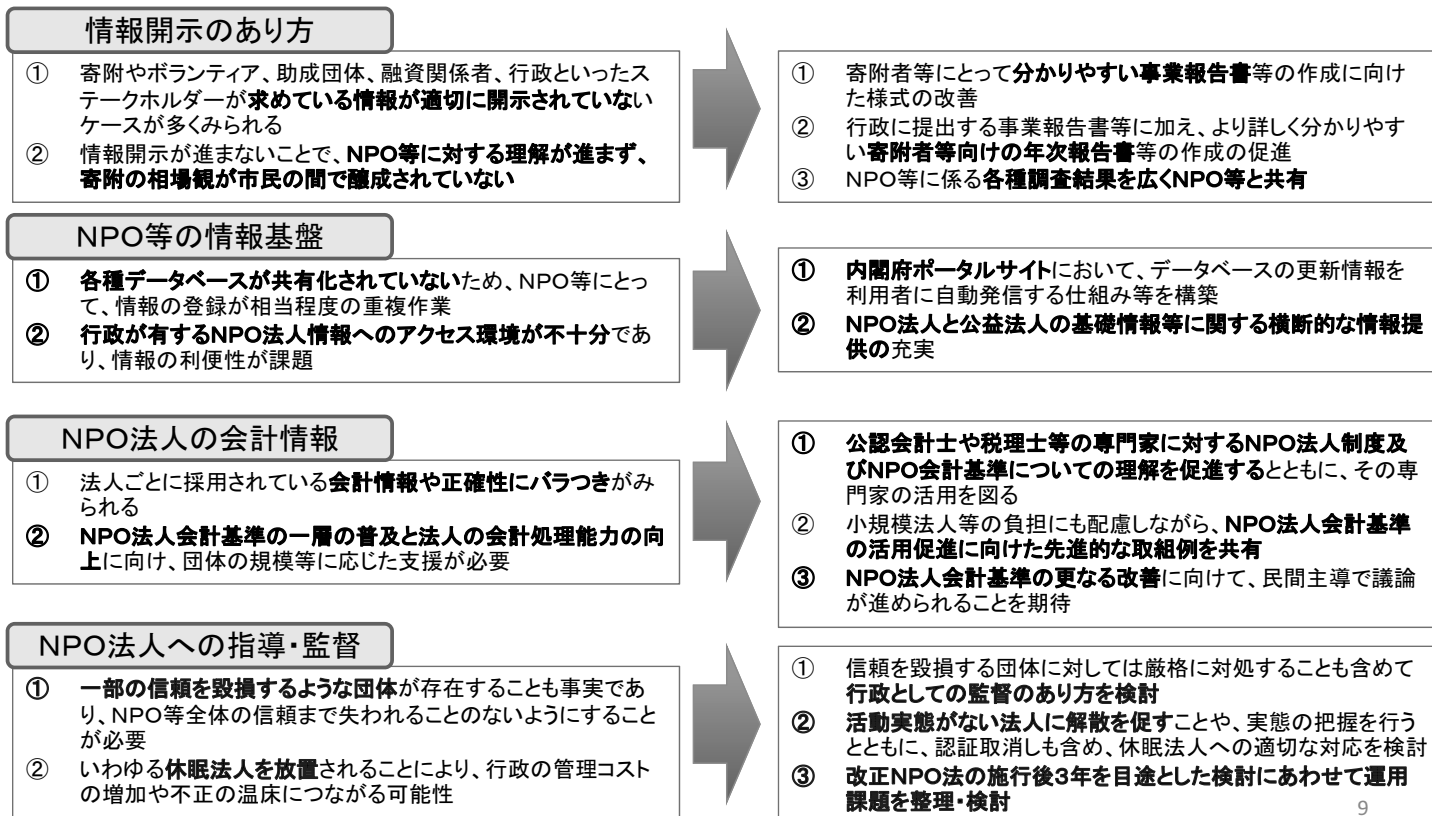 情報開示のあり方
① 寄附やボランティア、助成団体、融資関係者、行政といったス
テークホルダーが求めている情報が適切に開示されていない
ケースが多くみられる
② 情報開示が進まないことで、NPO等に対する理解が進まず、
寄附の相場観が市民の間で醸成されていない
① 寄附者等にとって分かりやすい事業報告書等の作成に向け
た様式の改善
② 行政に提出する事業報告書等に加え、より詳しく分かりやす
い寄附者等向けの年次報告書等の作成の促進
③ NPO等に係る各種調査結果を広くNPO等と共有
NPO等の情報基盤
① 各種データベースが共有化されていないため、NPO等にとっ
て、情報の登録が相当程度の重複作業
② 行政が有するNPO法人情報へのアクセス環境が不十分であ
り、情報の利便性が課題
① 内閣府ポータルサイトにおいて、データベースの更新情報を
利用者に自動発信する仕組み等を構築
② NPO法人と公益法人の基礎情報等に関する横断的な情報提
供の充実
NPO法人の会計情報
① 法人ごとに採用されている会計情報や正確性にバラつきがみ
られる
② NPO法人会計基準の一層の普及と法人の会計処理能力の向
上に向け、団体の規模等に応じた支援が必要
① 公認会計士や税理士等の専門家に対するNPO法人制度及
びNPO会計基準についての理解を促進するとともに、その専
門家の活用を図る
② 小規模法人等の負担にも配慮しながら、NPO法人会計基準
の活用促進に向けた先進的な取組例を共有
③ NPO法人会計基準の更なる改善に向けて、民間主導で議論
が進められることを期待
NPO法人への指導・監督
① 一部の信頼を毀損するような団体が存在することも事実であ
り、NPO等全体の信頼まで失われることのないようにすること
が必要
② いわゆる休眠法人を放置されることにより、行政の管理コスト
の増加や不正の温床につながる可能性
① 信頼を毀損する団体に対しては厳格に対処することも含めて
行政としての監督のあり方を検討
② 活動実態がない法人に解散を促すことや、実態の把握を行う
とともに、認証取消しも含め、休眠法人への適切な対応を検討
③ 改正NPO法の施行後3年を目途とした検討にあわせて運用
課題を整理・検討
9